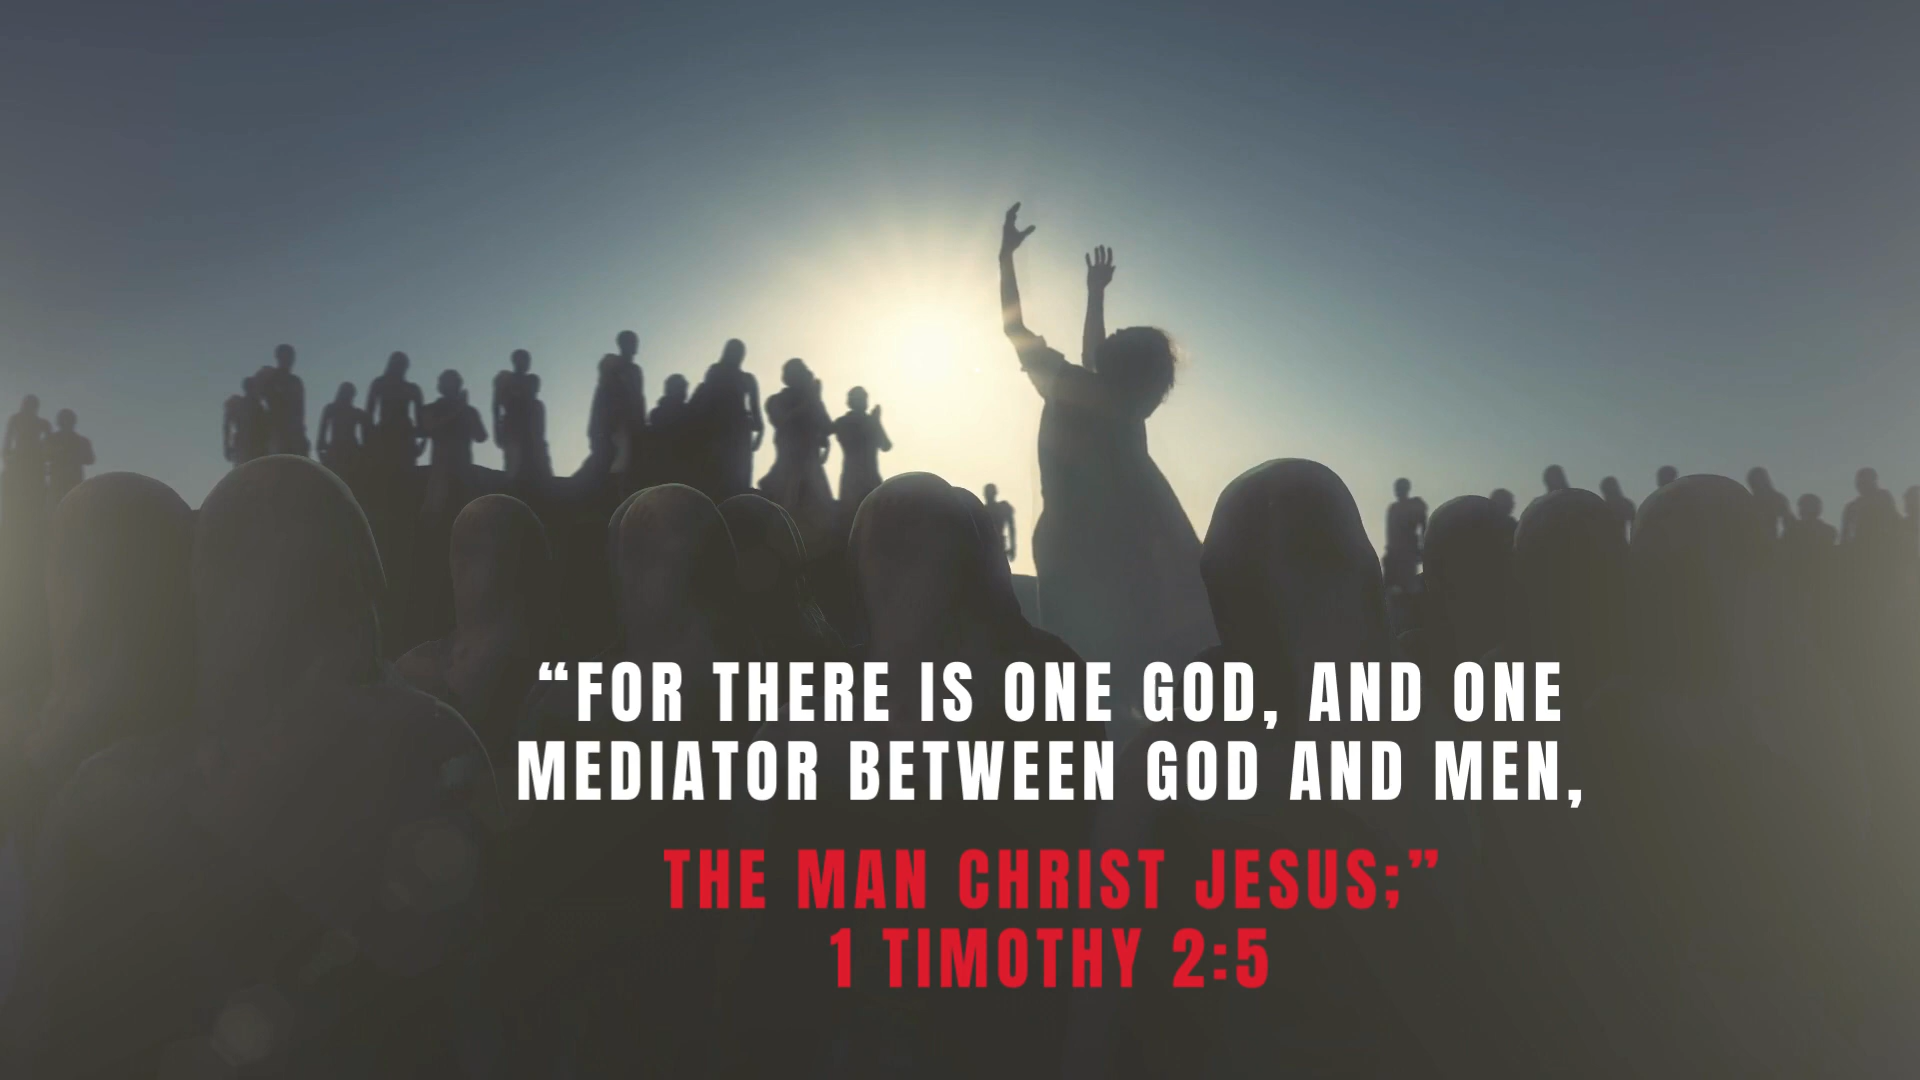 “FOR THERE IS ONE GOD, AND ONE
MEDIATOR BETWEEN GOD AND MEN,
THE MAN CHRIST JESUS;”
1 TIMOTHY 2:5